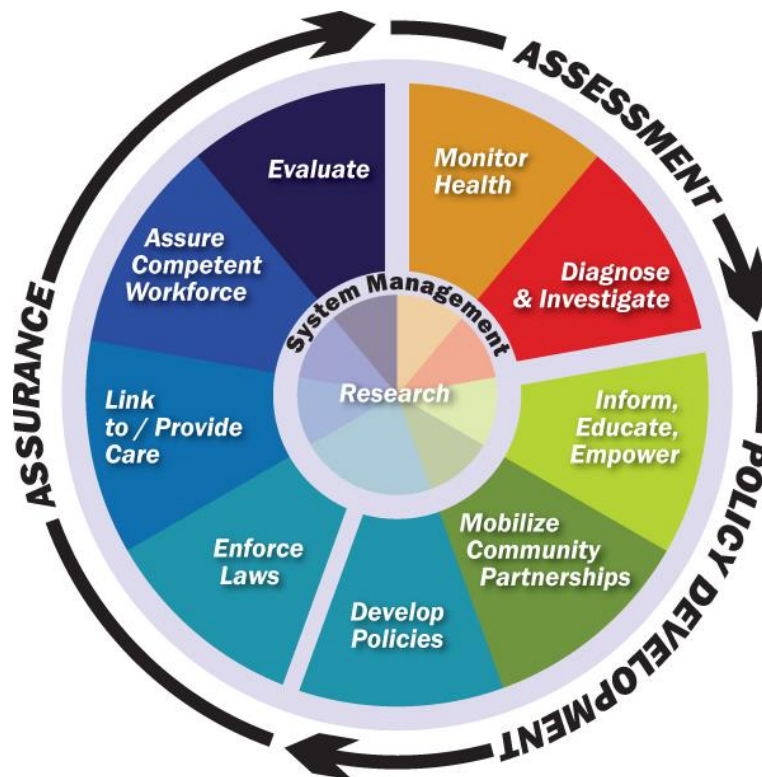 ASSESSMENT
POLICY DEVELOPMENT
ASSURANCE
Monitor
Health
Diagnose
& Investigate
Inform,
Educate,
Empower
Mobilize
Community
Partnerships
Develop
Policies
Enforce
Laws
Link
to / Provide
Care
Assure
Competent
Workforce
Evaluate
System Management
Research